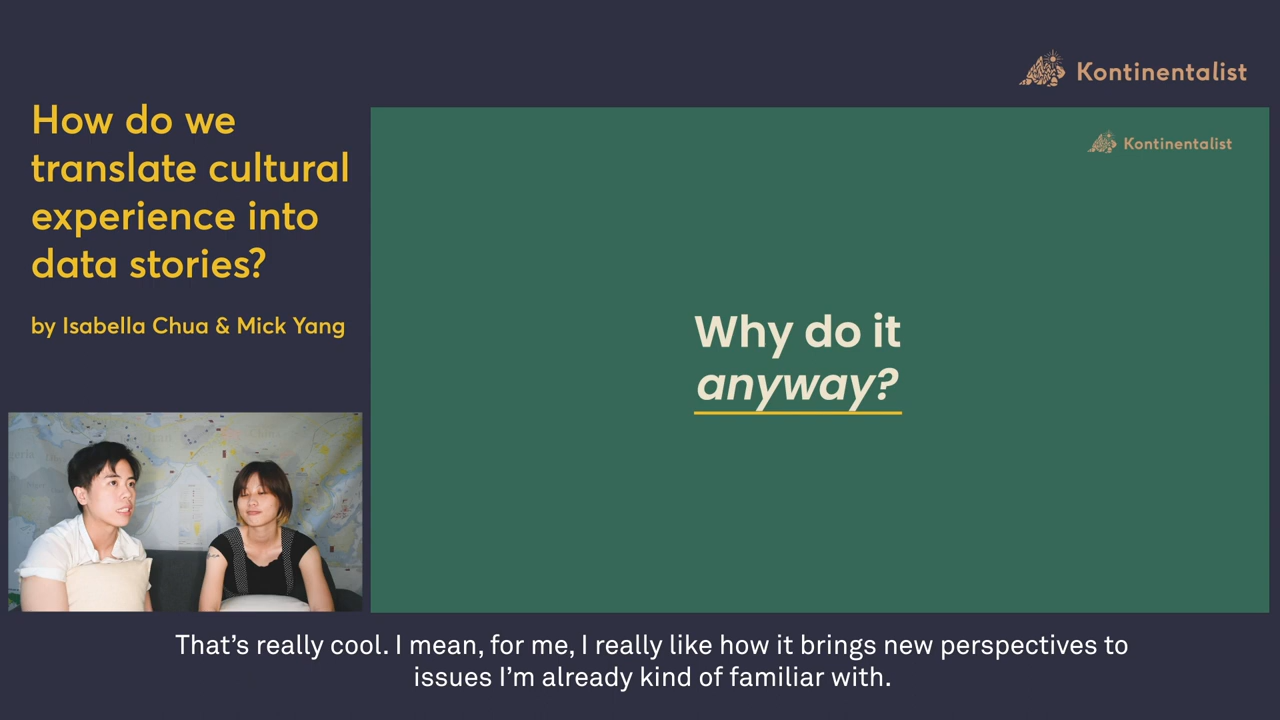 Kontinentalist
How do we
translate cultural
experience into
data stories?
by Isabella Chua & Mick Yang
Kontinentalist
Why do it
anyway?
That's really cool. I mean, for me, I really like how it brings new perspectives to
issues I'm already kind of familiar with.